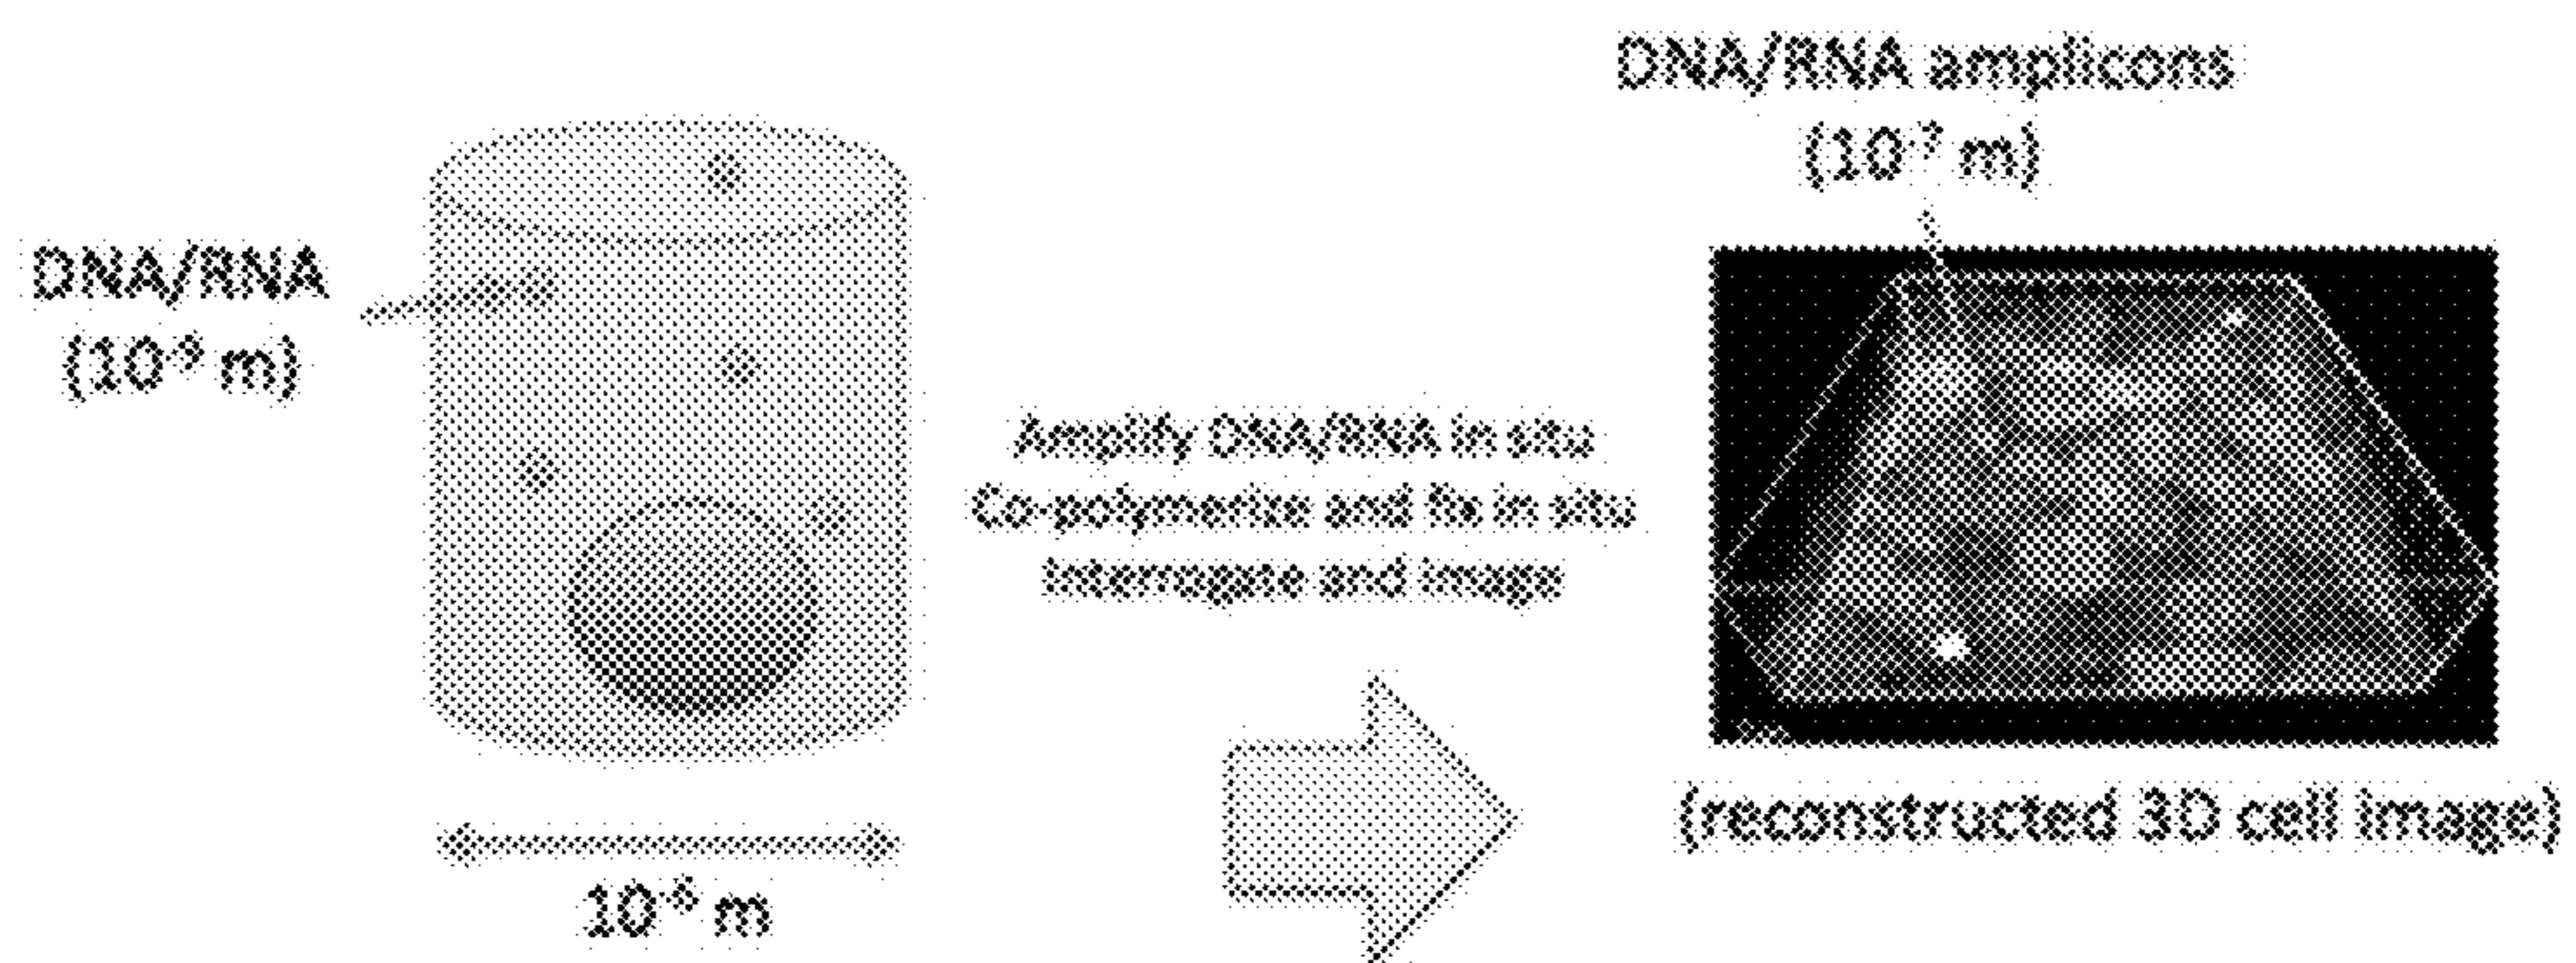 DNA/RNA amplicons
(10⁻⁷ m)
DNA/RNA
(10⁻⁹ m)
Amplify DNA/RNA in situ
Co-polymerize and fix in situ
Interrogate and image
(reconstructed 3D cell image)
10⁻⁶ m